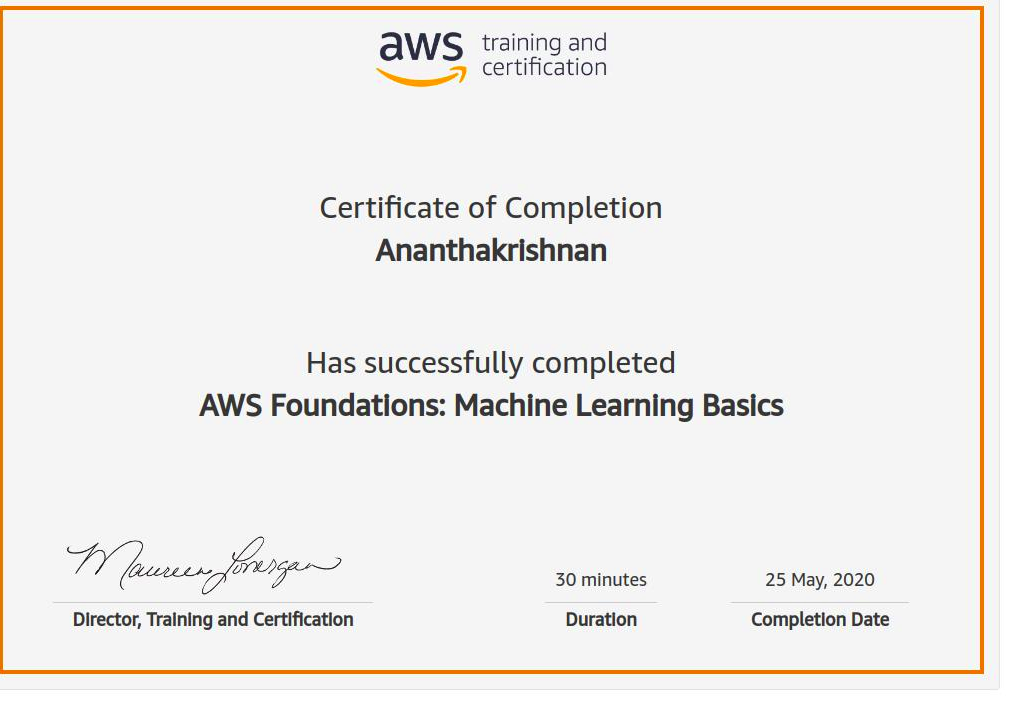 aws training and
certification
Certificate of Completion
Ananthakrishnan
Has successfully completed
AWS Foundations: Machine Learning Basics
Maureen Lonergan
30 minutes
25 May, 2020
Director, Training and Certification
Duration
Completion Date